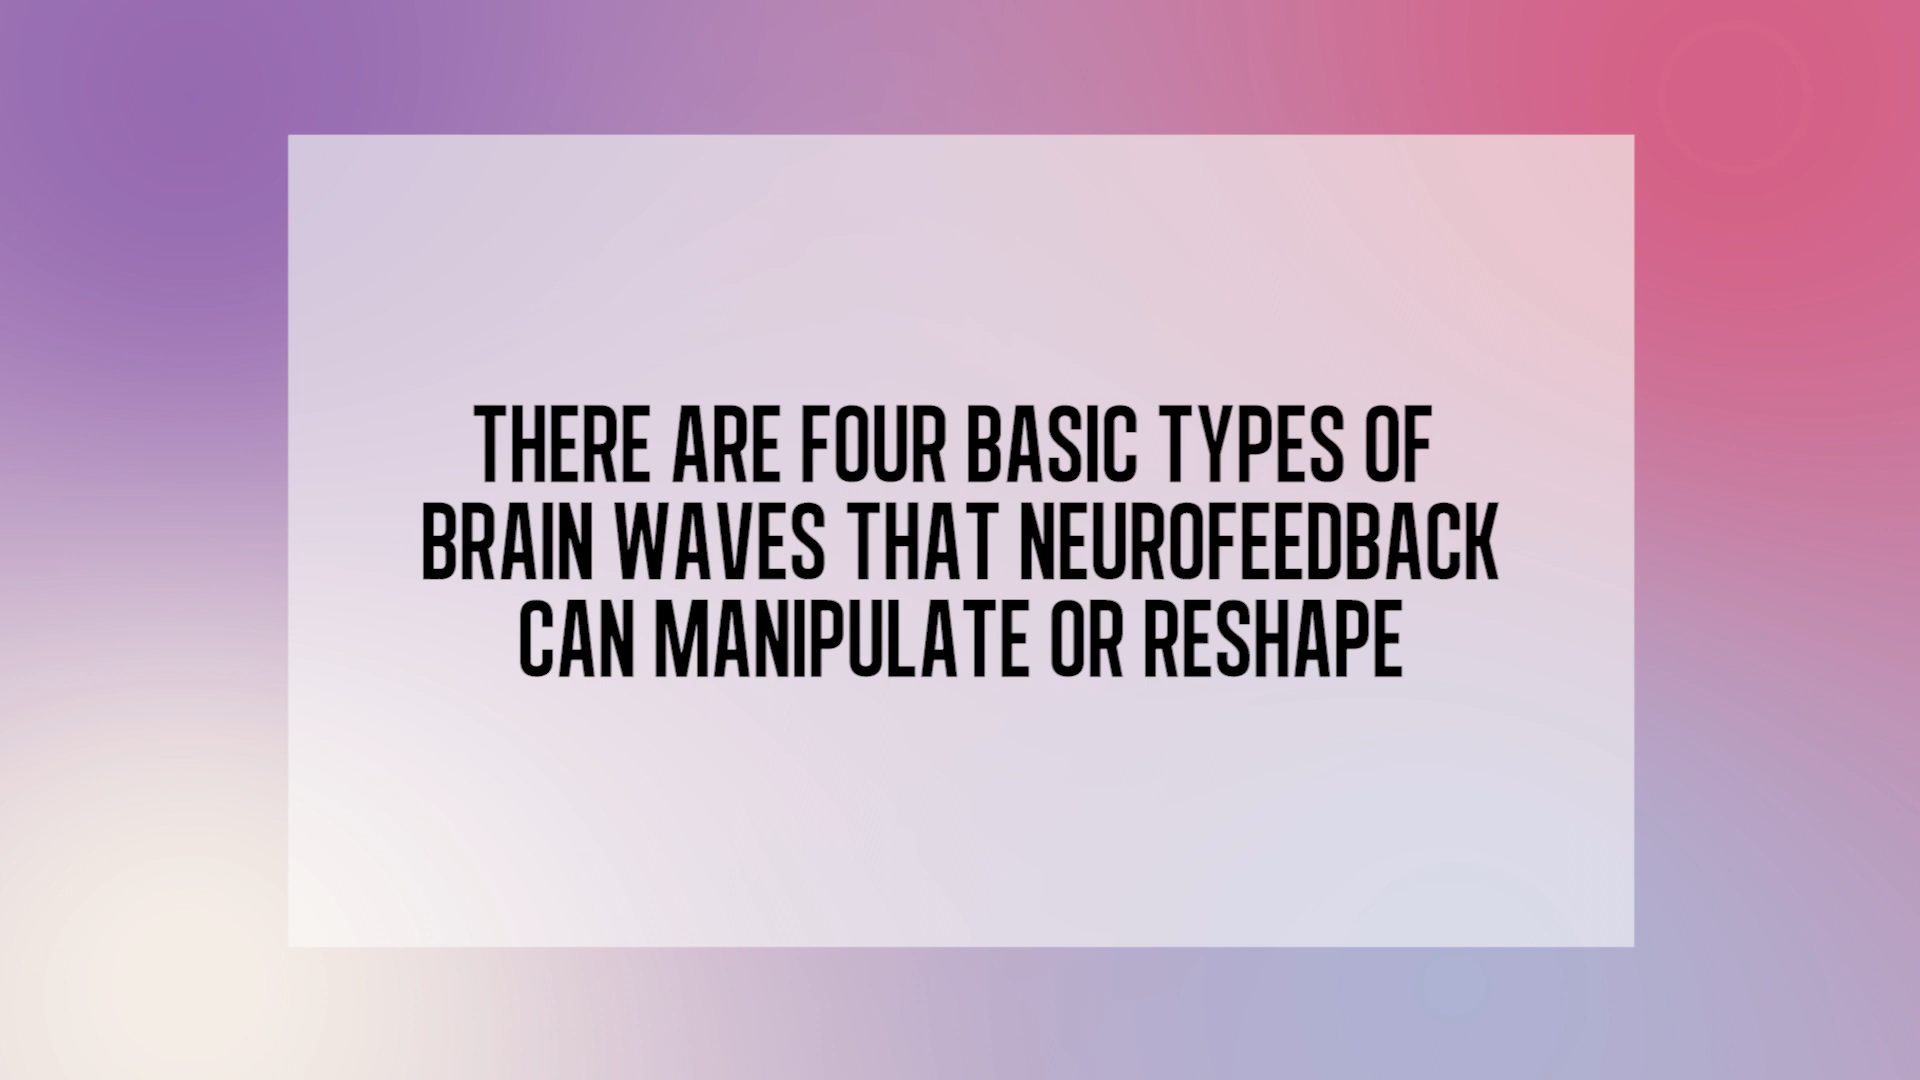 THERE ARE FOUR BASIC TYPES OF
BRAIN WAVES THAT NEUROFEEDBACK
CAN MANIPULATE OR RESHAPE